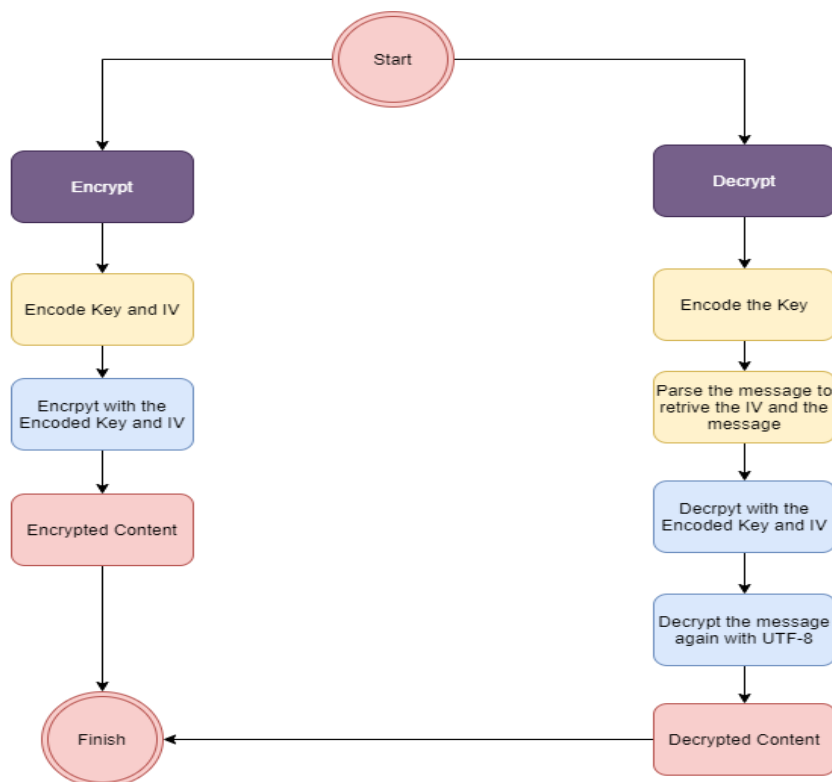 Start
Encrypt
Decrypt
Encode Key and IV
Encode the Key
Encrpyt with the
Encoded Key and IV
Parse the message to
retrive the IV and the
message
Encrypted Content
Decrpyt with the
Encoded Key and IV
Decrypt the message
again with UTF-8
Finish
Decrypted Content